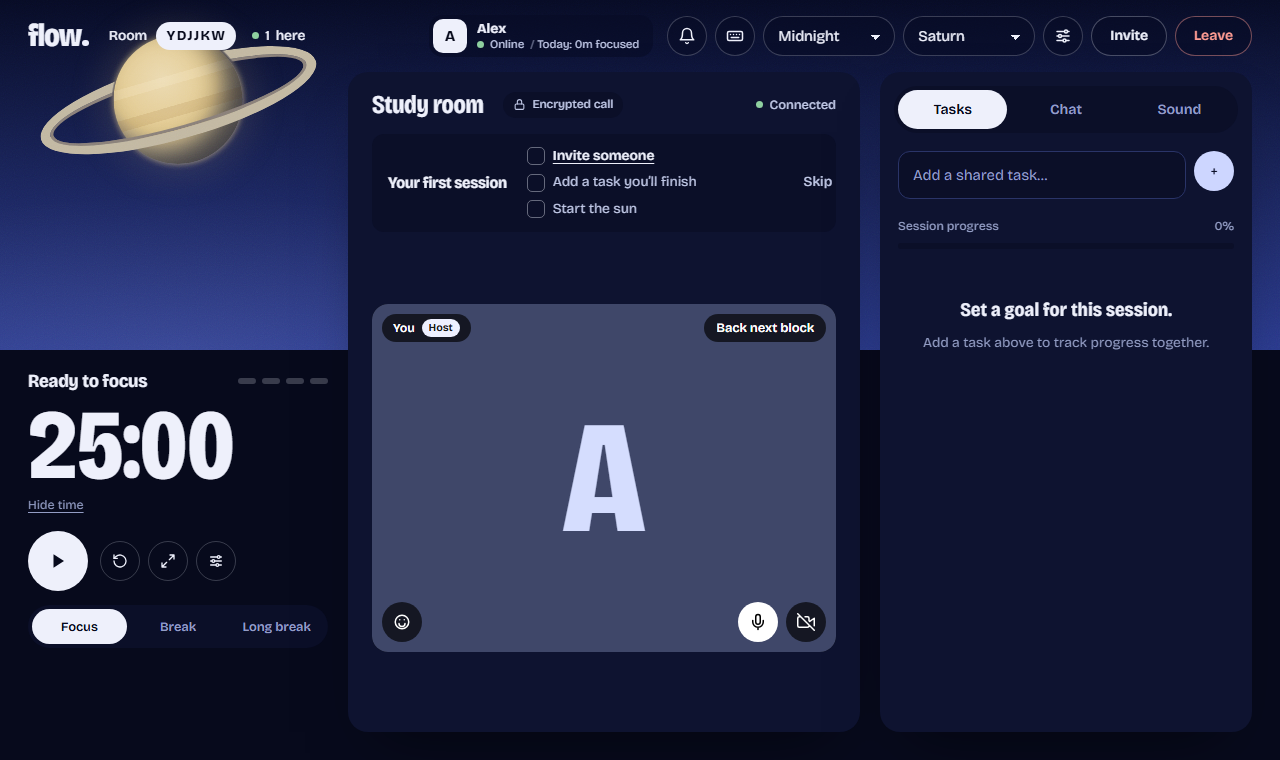 flow.
Room YDJJKW 1 here
A
Alex
Online / Today: 0m focused
Midnight
Saturn
Invite
Leave
Study room
Encrypted call
Connected
Your first session
Invite someone
Add a task you'll finish
Start the sun
Skip
You Host
Back next block
A
Ready to focus
25:00
Hide time
Focus Break Long break
Tasks Chat Sound
Add a shared task...
+
Session progress 0%
Set a goal for this session.
Add a task above to track progress together.